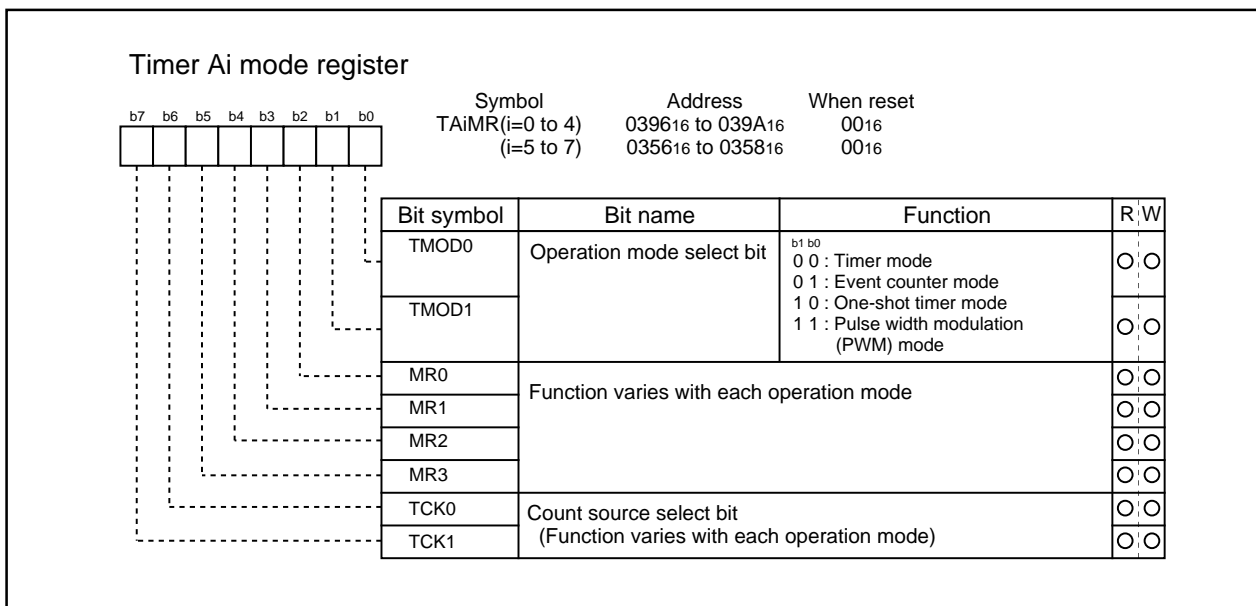 Timer Ai mode register
Symbol Address When reset
TAiMR(i=0 to 4) 039616 to 039A16 0016
(i=5 to 7) 035616 to 035816 0016
b7 b6 b5 b4 b3 b2 b1 b0
Bit symbol Bit name Function R W
TMOD0 Operation mode select bit b1 b0
0 0 : Timer mode
0 1 : Event counter mode
TMOD1 1 0 : One-shot timer mode
1 1 : Pulse width modulation
(PWM) mode
MR0 Function varies with each operation mode
MR1
MR2
MR3
TCK0 Count source select bit
TCK1 (Function varies with each operation mode)